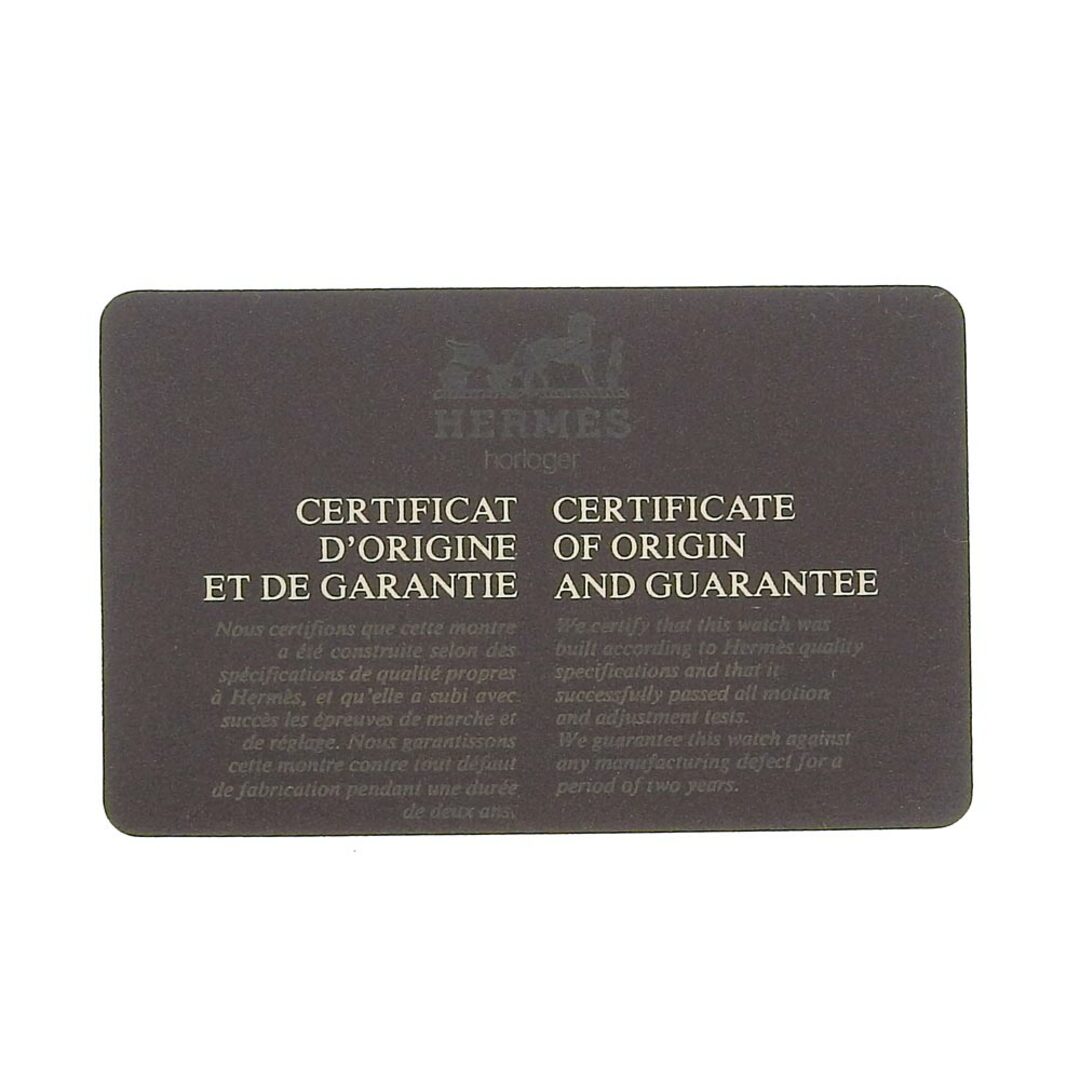 HERMÈS
horloger
CERTIFICAT
D'ORIGINE
ET DE GARANTIE
Nous certifions que cette montre
a été construite selon des
spécifications de qualité propres
à Hermès, et qu'elle a subi avec
succès les épreuves de marche et
de réglage. Nous garantissons
cette montre contre tout défaut
de fabrication pendant une durée
de deux ans.
CERTIFICATE
OF ORIGIN
AND GUARANTEE
We certify that this watch was
built according to Hermès quality
specifications and that it
successfully passed all motion
and adjustment tests.
We guarantee this watch against
any manufacturing defect for a
period of two years.